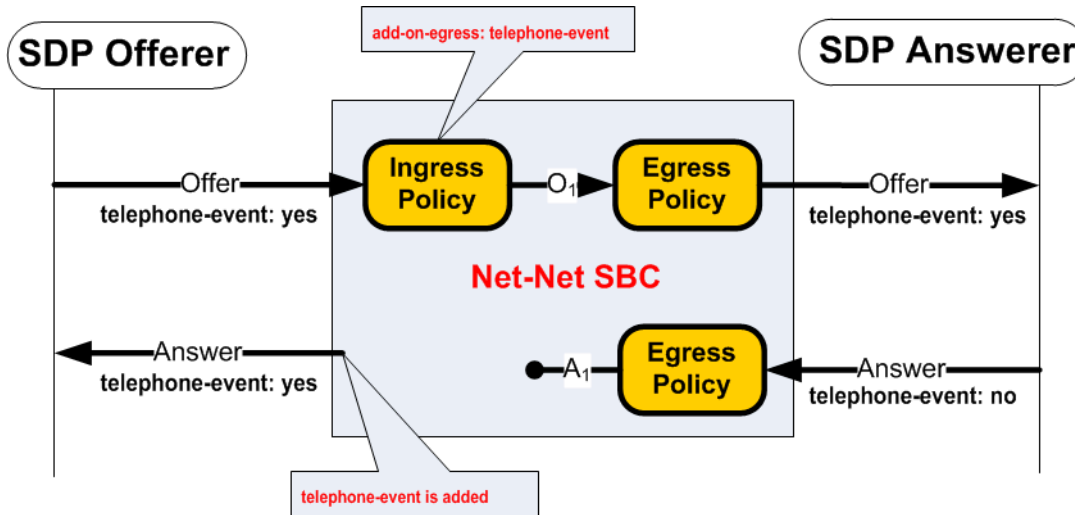 add-on-egress: telephone-event
SDP Offerer
SDP Answerer
Ingress
Policy
Egress
Policy
Offer
O1
Offer
telephone-event: yes
telephone-event: yes
Net-Net SBC
Answer
telephone-event: yes
A1
Egress
Policy
Answer
telephone-event: no
telephone-event is added